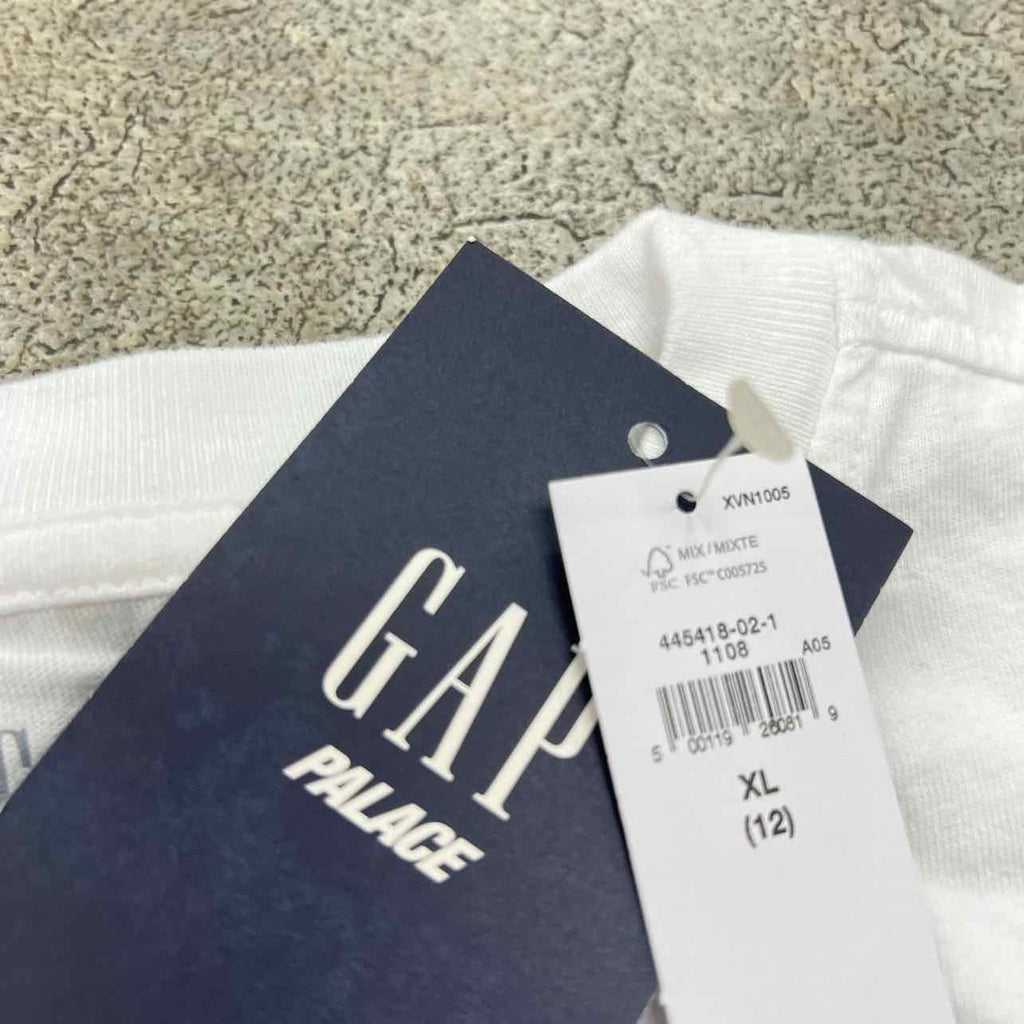 GAP
PALACE
XVN1005
MIX/MIXTE
FSC FSC™ C005725
445418-02-1
1108 A05
5 00119 26081 9
XL
(12)